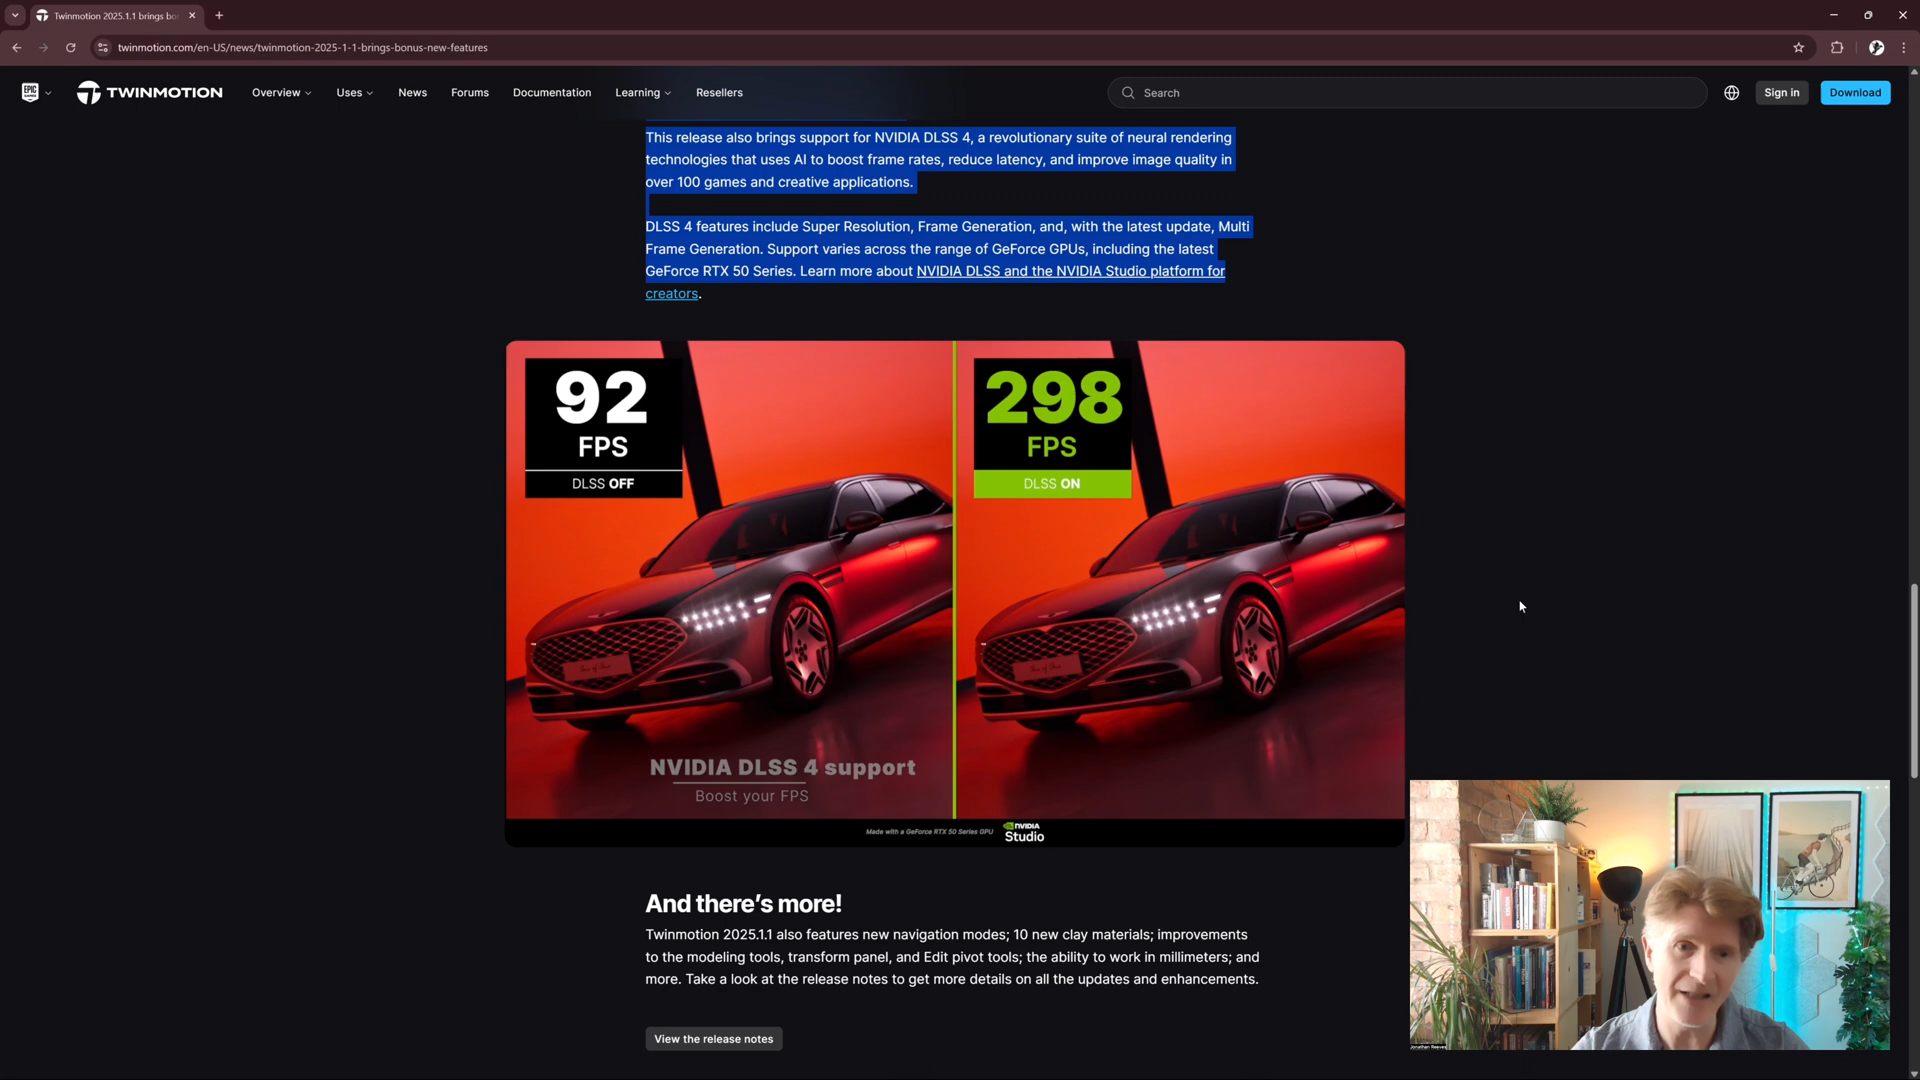 Twinmotion 2025.1.1 brings bo
twinmotion.com/en-US/news/twinmotion-2025-1-1-brings-bonus-new-features
EPIC GAMES
TWINMOTION
Overview
Uses
News
Forums
Documentation
Learning
Resellers
Search
Sign in
Download
This release also brings support for NVIDIA DLSS 4, a revolutionary suite of neural rendering
technologies that uses AI to boost frame rates, reduce latency, and improve image quality in
over 100 games and creative applications.
DLSS 4 features include Super Resolution, Frame Generation, and, with the latest update, Multi
Frame Generation. Support varies across the range of GeForce GPUs, including the latest
GeForce RTX 50 Series. Learn more about NVIDIA DLSS and the NVIDIA Studio platform for
creators.
92
FPS
DLSS OFF
298
FPS
DLSS ON
NVIDIA DLSS 4 support
Boost your FPS
Made with a GeForce RTX 50 Series GPU
NVIDIA
Studio
And there's more!
Twinmotion 2025.1.1 also features new navigation modes; 10 new clay materials; improvements
to the modeling tools, transform panel, and Edit pivot tools; the ability to work in millimeters; and
more. Take a look at the release notes to get more details on all the updates and enhancements.
View the release notes
Jonathan Reeves